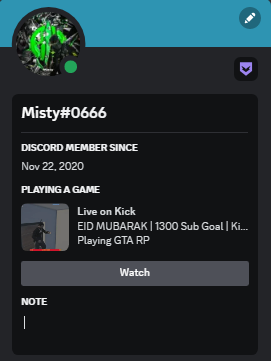 Misty#0666
DISCORD MEMBER SINCE
Nov 22, 2020
PLAYING A GAME
Live on Kick
EID MUBARAK | 1300 Sub Goal | Ki...
Playing GTA RP
Watch
NOTE